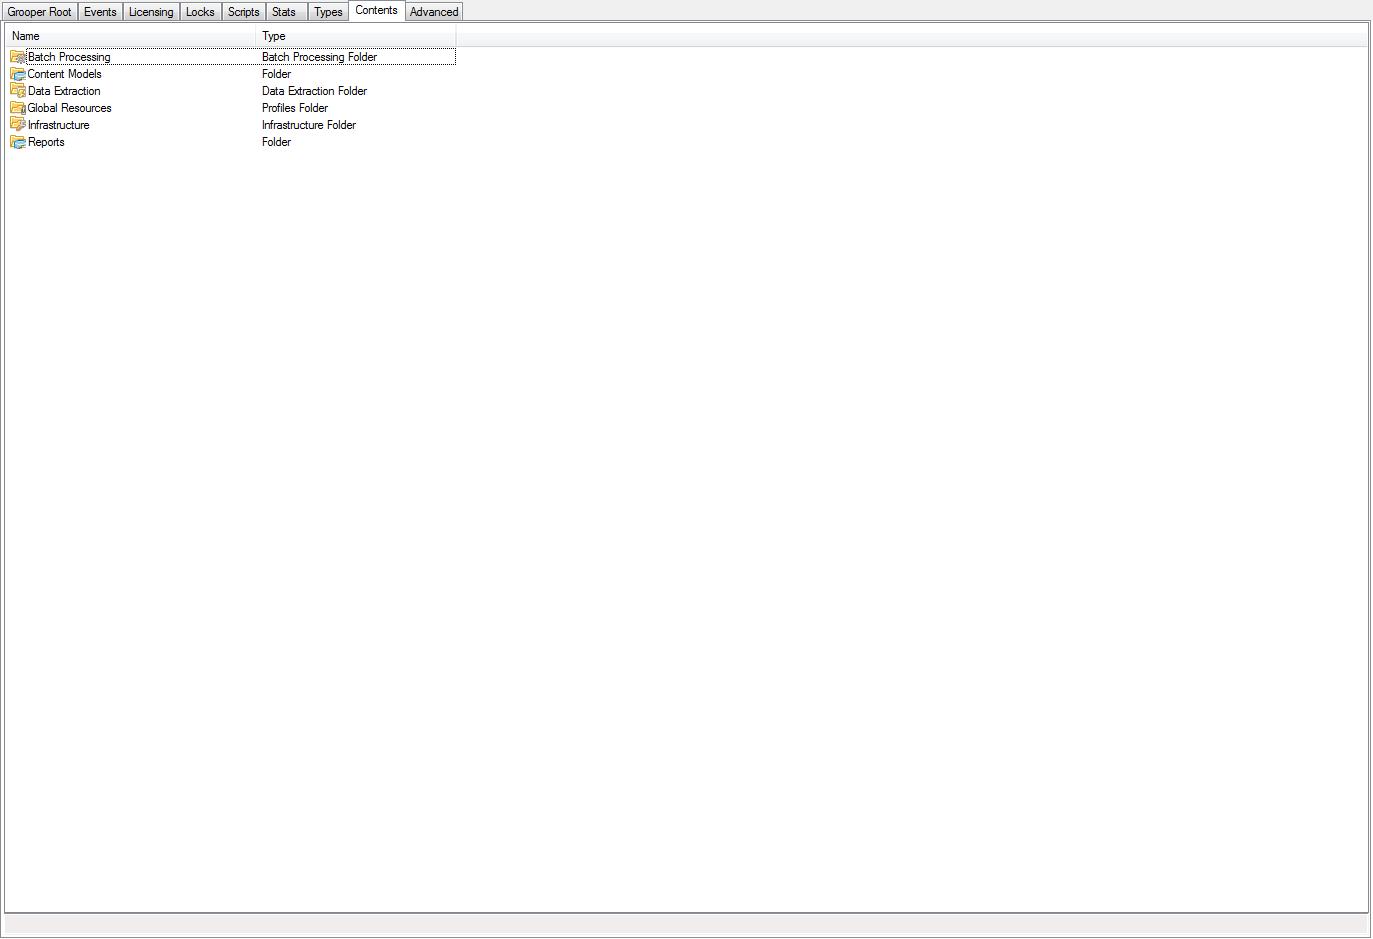 Grooper Root Events Licensing Locks Scripts Stats Types Contents Advanced
Name Type
Batch Processing Batch Processing Folder
Content Models Folder
Data Extraction Data Extraction Folder
Global Resources Profiles Folder
Infrastructure Infrastructure Folder
Reports Folder